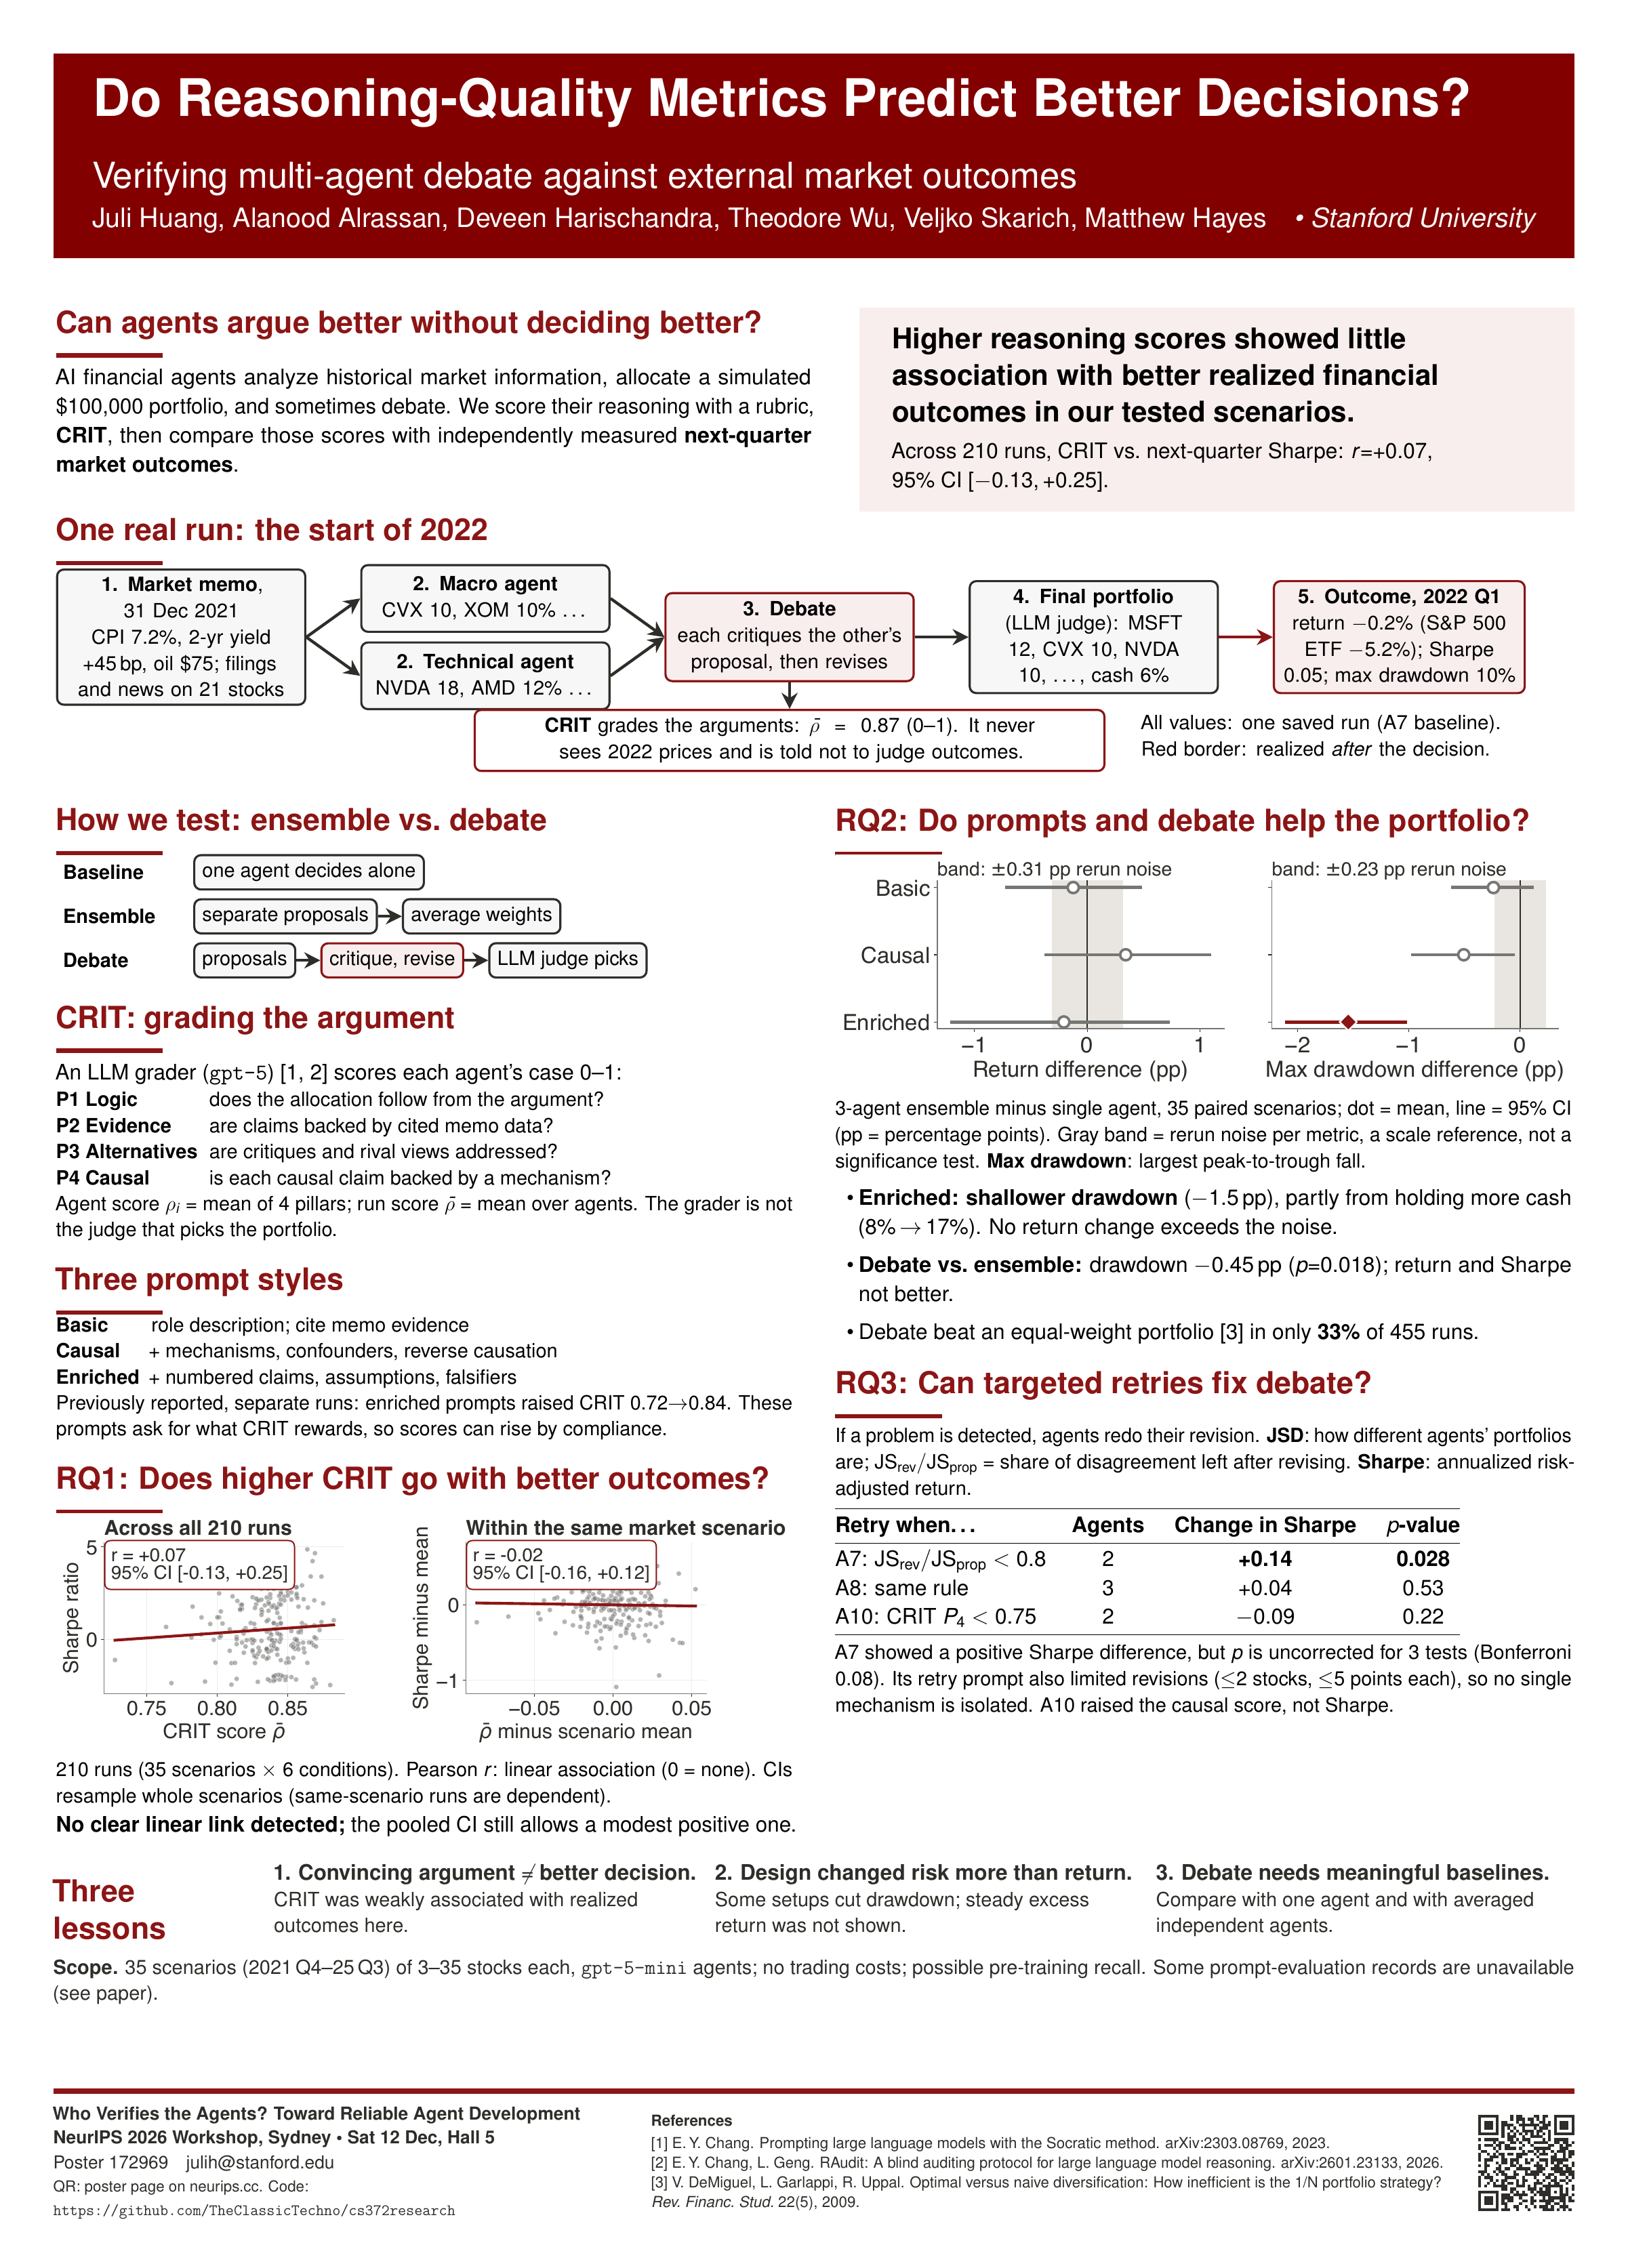 Do Reasoning-Quality Metrics Predict Better Decisions?
Verifying multi-agent debate against external market outcomes
Juli Huang, Alanood Alrassan, Deveen Harischandra, Theodore Wu, Veljko Skarich, Matthew Hayes • Stanford University
Can agents argue better without deciding better?
AI financial agents analyze historical market information, allocate a simulated
$100,000 portfolio, and sometimes debate. We score their reasoning with a rubric,
CRIT, then compare those scores with independently measured next-quarter
market outcomes.
Higher reasoning scores showed little
association with better realized financial
outcomes in our tested scenarios.
Across 210 runs, CRIT vs. next-quarter Sharpe: r=+0.07,
95% CI [−0.13, +0.25].
One real run: the start of 2022
1. Market memo,
31 Dec 2021
CPI 7.2%, 2-yr yield
+45 bp, oil $75; filings
and news on 21 stocks
2. Macro agent
CVX 10, XOM 10% ...
2. Technical agent
NVDA 18, AMD 12% ...
3. Debate
each critiques the other's
proposal, then revises
4. Final portfolio
(LLM judge): MSFT
12, CVX 10, NVDA
10, ..., cash 6%
5. Outcome, 2022 Q1
return −0.2% (S&P 500
ETF −5.2%); Sharpe
0.05; max drawdown 10%
CRIT grades the arguments: ρ̄ = 0.87 (0–1). It never
sees 2022 prices and is told not to judge outcomes.
All values: one saved run (A7 baseline).
Red border: realized after the decision.
How we test: ensemble vs. debate
Baseline one agent decides alone
Ensemble separate proposals average weights
Debate proposals critique, revise LLM judge picks
CRIT: grading the argument
An LLM grader (gpt-5) [1, 2] scores each agent's case 0–1:
P1 Logic does the allocation follow from the argument?
P2 Evidence are claims backed by cited memo data?
P3 Alternatives are critiques and rival views addressed?
P4 Causal is each causal claim backed by a mechanism?
Agent score ρᵢ = mean of 4 pillars; run score ρ̄ = mean over agents. The grader is not
the judge that picks the portfolio.
Three prompt styles
Basic role description; cite memo evidence
Causal + mechanisms, confounders, reverse causation
Enriched + numbered claims, assumptions, falsifiers
Previously reported, separate runs: enriched prompts raised CRIT 0.72→0.84. These
prompts ask for what CRIT rewards, so scores can rise by compliance.
RQ1: Does higher CRIT go with better outcomes?
Across all 210 runs
r = +0.07
95% CI [-0.13, +0.25]
Sharpe ratio
5
0
0.75 0.80 0.85
CRIT score ρ̄
Within the same market scenario
r = -0.02
95% CI [-0.16, +0.12]
Sharpe minus mean
0
−1
−0.05 0.00 0.05
ρ̄ minus scenario mean
210 runs (35 scenarios × 6 conditions). Pearson r: linear association (0 = none). CIs
resample whole scenarios (same-scenario runs are dependent).
No clear linear link detected; the pooled CI still allows a modest positive one.
RQ2: Do prompts and debate help the portfolio?
band: ±0.31 pp rerun noise
Basic
Causal
Enriched
−1 0 1
Return difference (pp)
band: ±0.23 pp rerun noise
−2 −1 0
Max drawdown difference (pp)
3-agent ensemble minus single agent, 35 paired scenarios; dot = mean, line = 95% CI
(pp = percentage points). Gray band = rerun noise per metric, a scale reference, not a
significance test. Max drawdown: largest peak-to-trough fall.
• Enriched: shallower drawdown (−1.5 pp), partly from holding more cash
(8% → 17%). No return change exceeds the noise.
• Debate vs. ensemble: drawdown −0.45 pp (p=0.018); return and Sharpe
not better.
• Debate beat an equal-weight portfolio [3] in only 33% of 455 runs.
RQ3: Can targeted retries fix debate?
If a problem is detected, agents redo their revision. JSD: how different agents' portfolios
are; JSrev/JSprop = share of disagreement left after revising. Sharpe: annualized risk-
adjusted return.
Retry when... Agents Change in Sharpe p-value
A7: JSrev/JSprop < 0.8 2 +0.14 0.028
A8: same rule 3 +0.04 0.53
A10: CRIT P4 < 0.75 2 −0.09 0.22
A7 showed a positive Sharpe difference, but p is uncorrected for 3 tests (Bonferroni
0.08). Its retry prompt also limited revisions (≤2 stocks, ≤5 points each), so no single
mechanism is isolated. A10 raised the causal score, not Sharpe.
Three
lessons
1. Convincing argument ≠ better decision.
CRIT was weakly associated with realized
outcomes here.
2. Design changed risk more than return.
Some setups cut drawdown; steady excess
return was not shown.
3. Debate needs meaningful baselines.
Compare with one agent and with averaged
independent agents.
Scope. 35 scenarios (2021 Q4–25 Q3) of 3–35 stocks each, gpt-5-mini agents; no trading costs; possible pre-training recall. Some prompt-evaluation records are unavailable
(see paper).
Who Verifies the Agents? Toward Reliable Agent Development
NeurIPS 2026 Workshop, Sydney • Sat 12 Dec, Hall 5
Poster 172969 julih@stanford.edu
QR: poster page on neurips.cc. Code:
https://github.com/TheClassicTechno/cs372research
References
[1] E. Y. Chang. Prompting large language models with the Socratic method. arXiv:2303.08769, 2023.
[2] E. Y. Chang, L. Geng. RAudit: A blind auditing protocol for large language model reasoning. arXiv:2601.23133, 2026.
[3] V. DeMiguel, L. Garlappi, R. Uppal. Optimal versus naive diversification: How inefficient is the 1/N portfolio strategy?
Rev. Financ. Stud. 22(5), 2009.